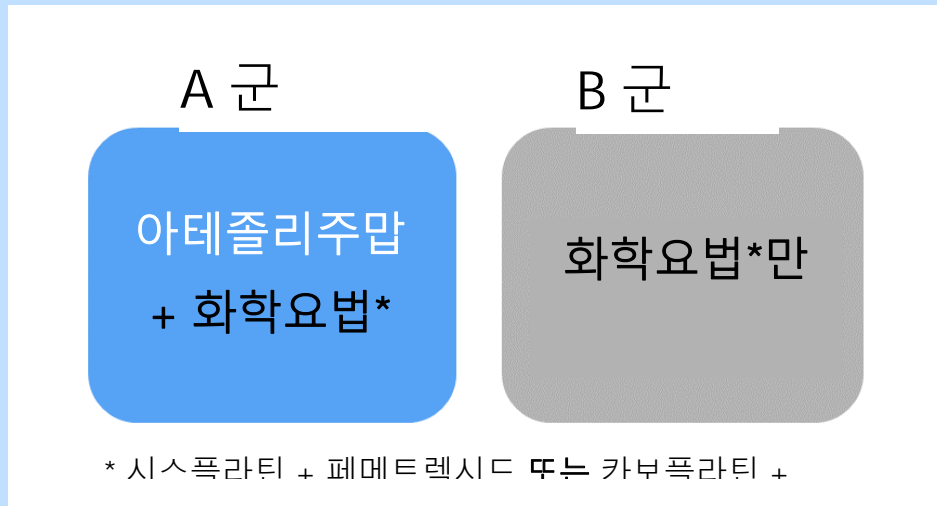 A 군
B 군
아테졸리주맙
+ 화학요법*
화학요법*만
* 시스플라틴 + 페메트렉시드 또는 카보플라틴 +